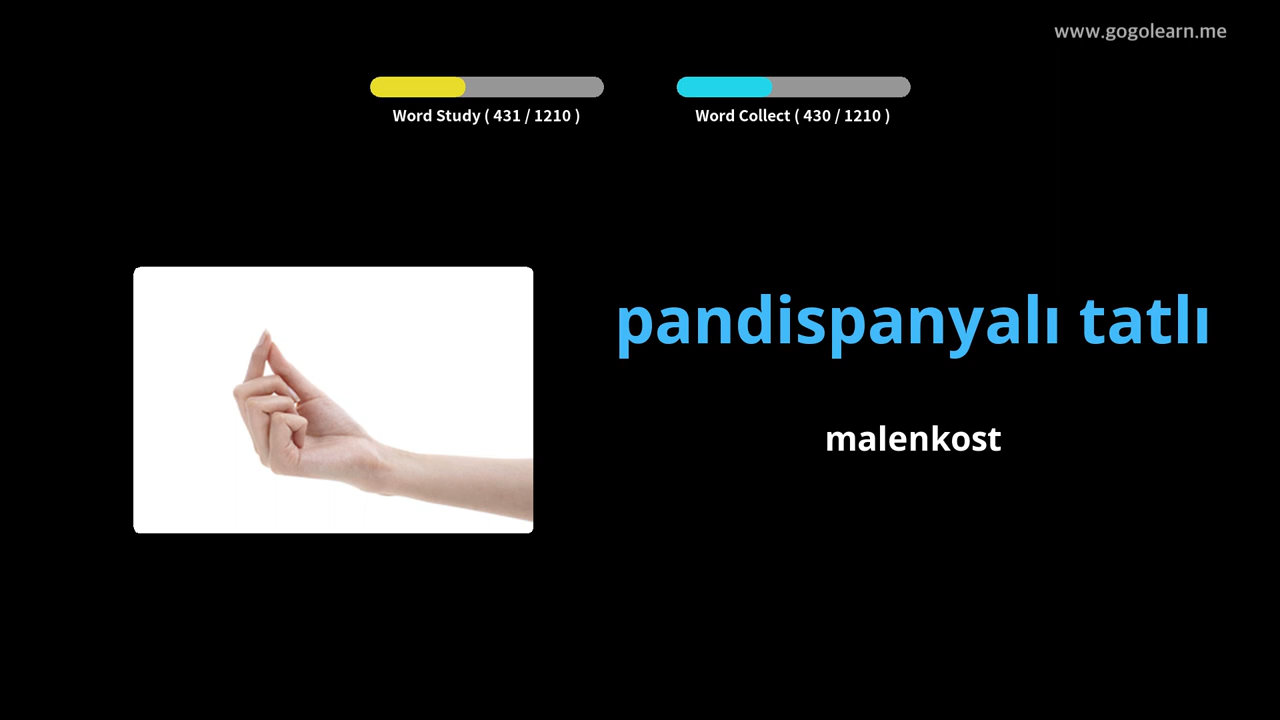 www.gogolearn.me
Word Study ( 431 / 1210 )
Word Collect ( 430 / 1210 )
pandispanyalı tatlı
malenkost